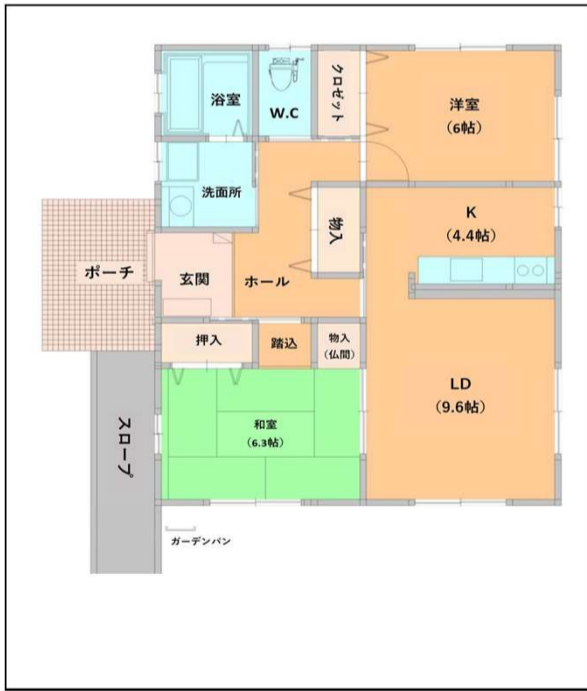 浴室
W.C
クロゼット
洋室
(6帖)
洗面所
物入
K
(4.4帖)
ポーチ
玄関
ホール
押入
踏込
物入
(仏間)
LD
(9.6帖)
スロープ
和室
(6.3帖)
ガーデンパン